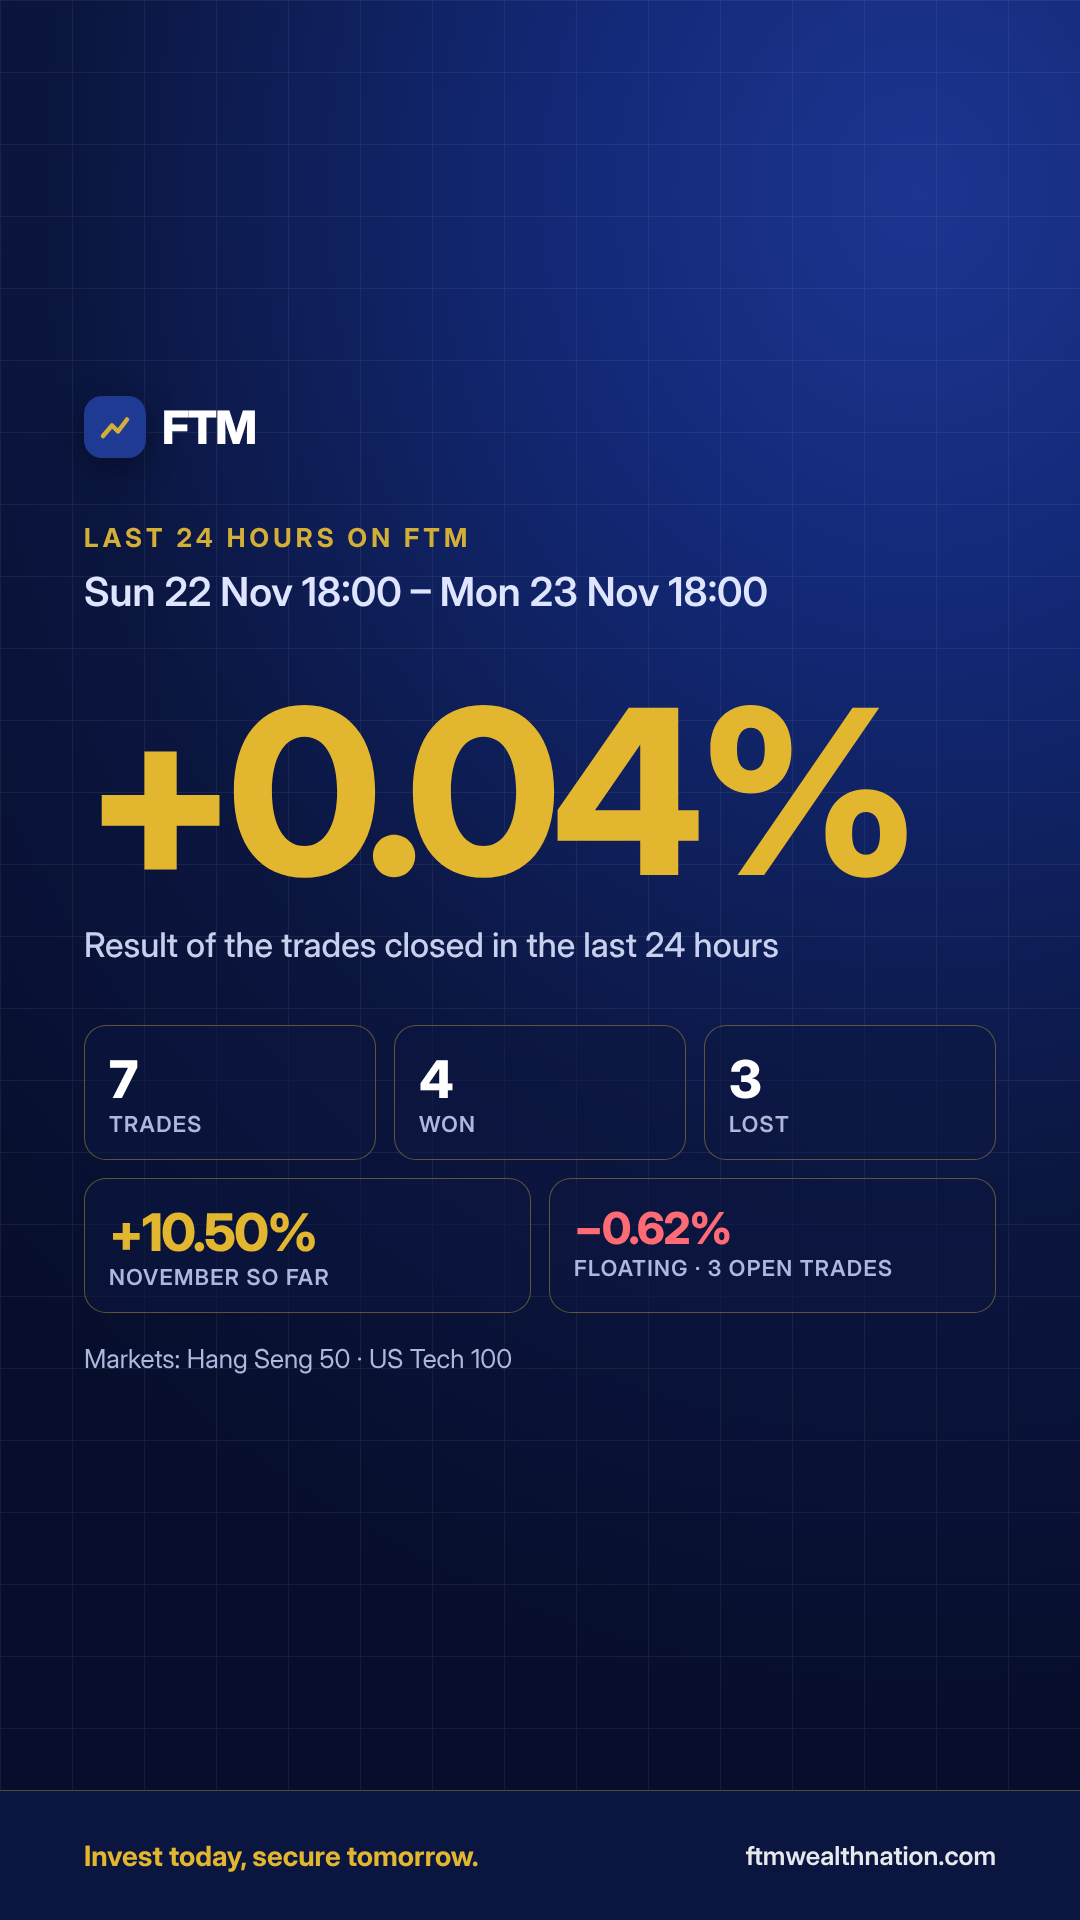 FTM
LAST 24 HOURS ON FTM
Sun 22 Nov 18:00 – Mon 23 Nov 18:00
+0.04%
Result of the trades closed in the last 24 hours
7
TRADES
4
WON
3
LOST
+10.50%
NOVEMBER SO FAR
−0.62%
FLOATING · 3 OPEN TRADES
Markets: Hang Seng 50 · US Tech 100
Invest today, secure tomorrow.
ftmwealthnation.com